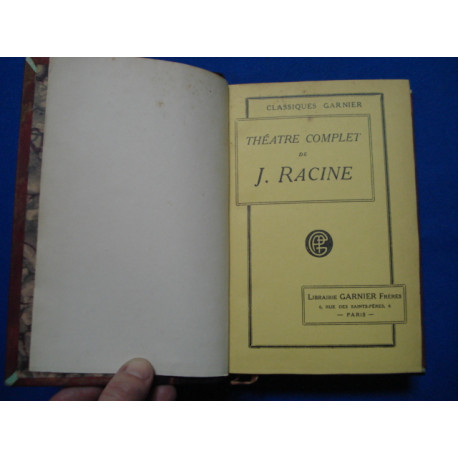 CLASSIQUES GARNIER
THÉATRE COMPLET
DE
J. RACINE
LIBRAIRIE GARNIER FRÈRES
6, RUE DES SAINTS-PÈRES, 6
— PARIS —